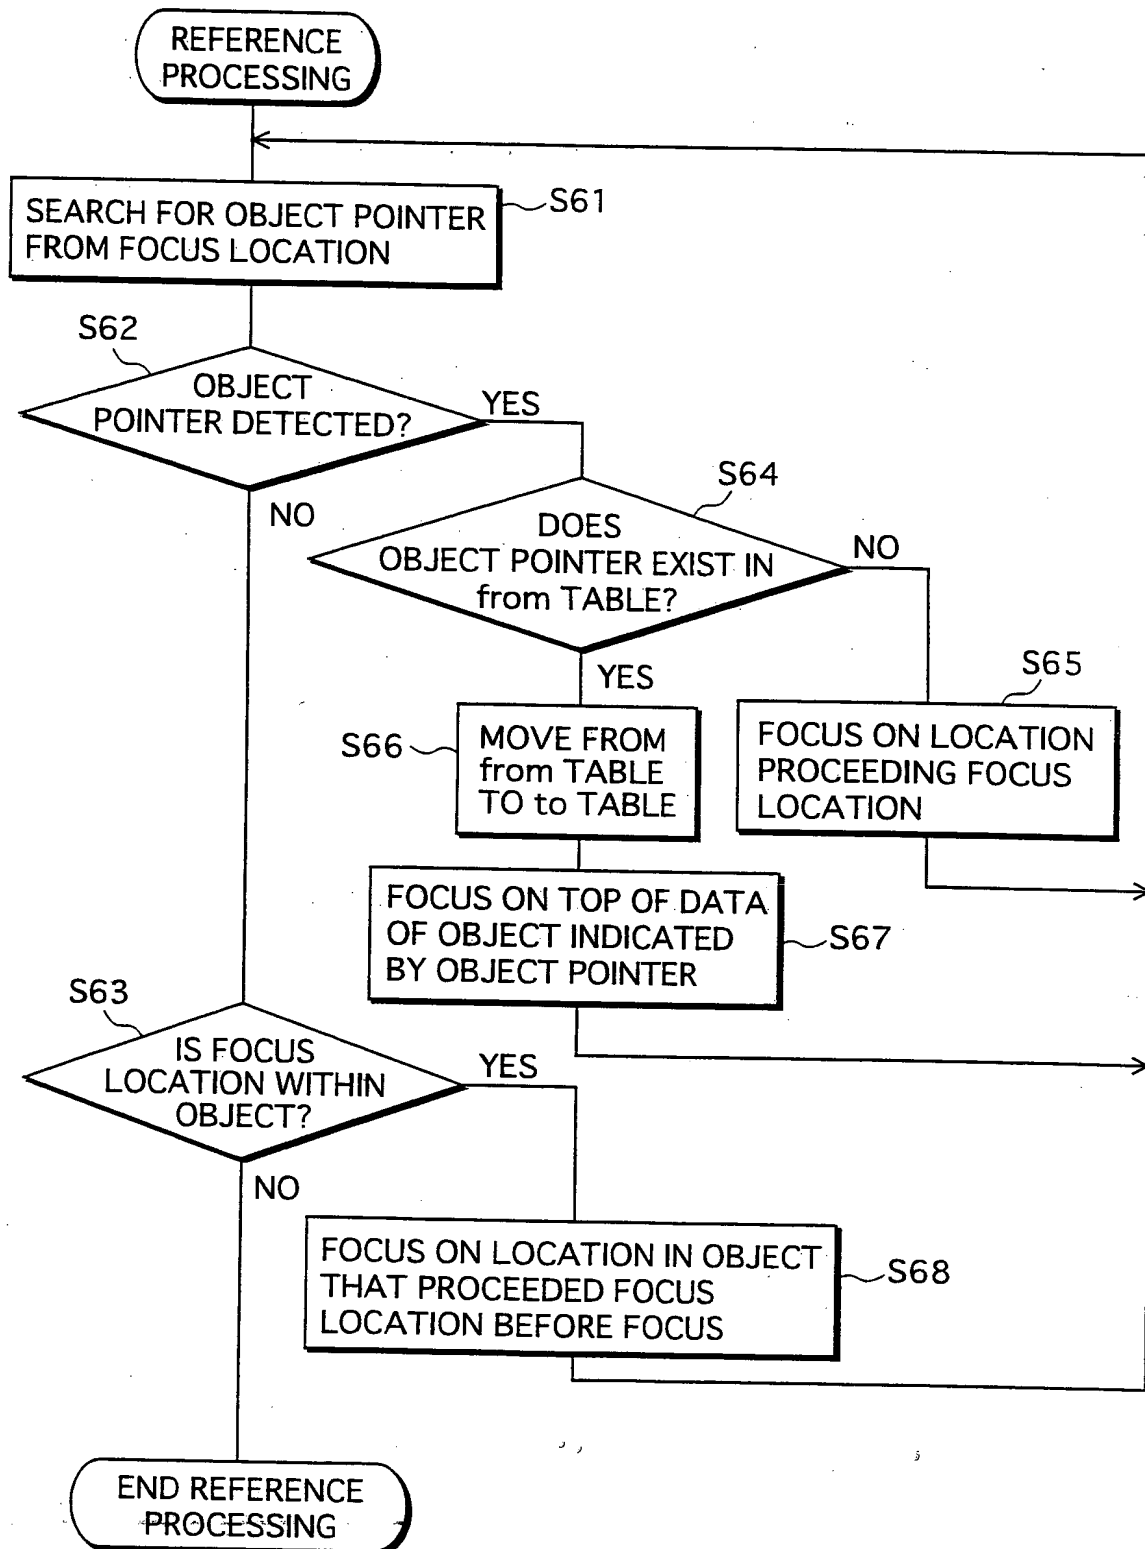 REFERENCE
PROCESSING
S61
SEARCH FOR OBJECT POINTER
FROM FOCUS LOCATION
S62
OBJECT
POINTER DETECTED?
YES
NO
S64
DOES
OBJECT POINTER EXIST IN
from TABLE?
NO
YES
S65
FOCUS ON LOCATION
PROCEEDING FOCUS
LOCATION
S66
MOVE FROM
from TABLE
TO to TABLE
FOCUS ON TOP OF DATA
OF OBJECT INDICATED
BY OBJECT POINTER
S67
S63
IS FOCUS
LOCATION WITHIN
OBJECT?
YES
NO
FOCUS ON LOCATION IN OBJECT
THAT PROCEEDED FOCUS
LOCATION BEFORE FOCUS
S68
END REFERENCE
PROCESSING